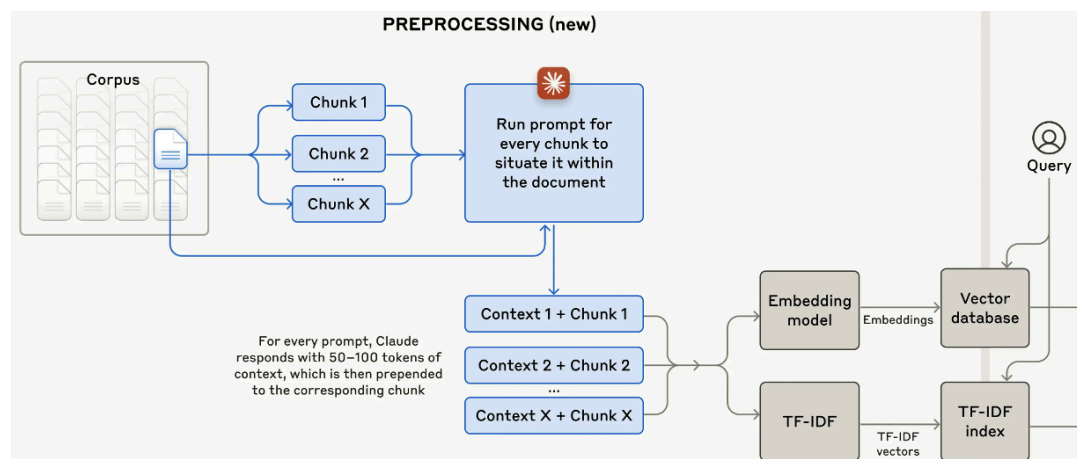 PREPROCESSING (new)
Corpus
Chunk 1
Chunk 2
...
Chunk X
Run prompt for
every chunk to
situate it within
the document
Query
Context 1 + Chunk 1
Context 2 + Chunk 2
...
Context X + Chunk X
For every prompt, Claude
responds with 50–100 tokens of
context, which is then prepended
to the corresponding chunk
Embedding
model
Embeddings
Vector
database
TF-IDF
TF-IDF
vectors
TF-IDF
index